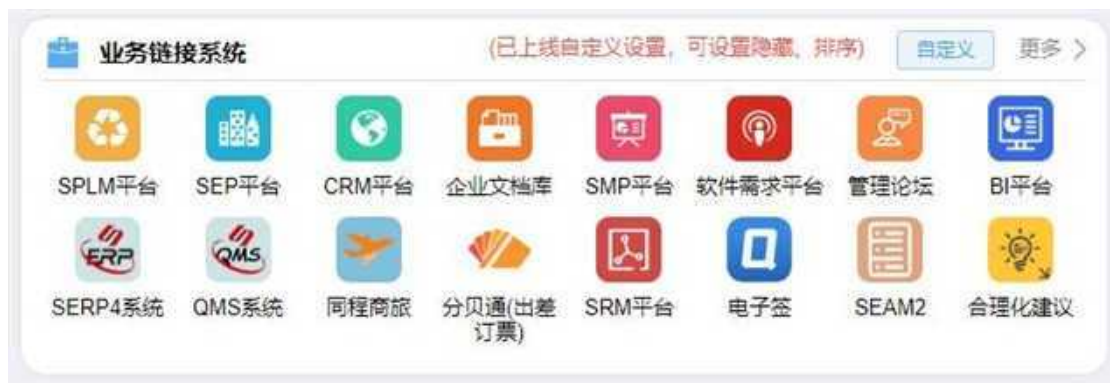 业务链接系统 (已上线自定义设置，可设置隐藏、排序) 自定义 更多 >
SPLM平台 SEP平台 CRM平台 企业文档库 SMP平台 软件需求平台 管理论坛 BI平台
ERP QMS
SERP4系统 QMS系统 同程商旅 分贝通(出差 SRM平台 电子签 SEAM2 合理化建议
订票)